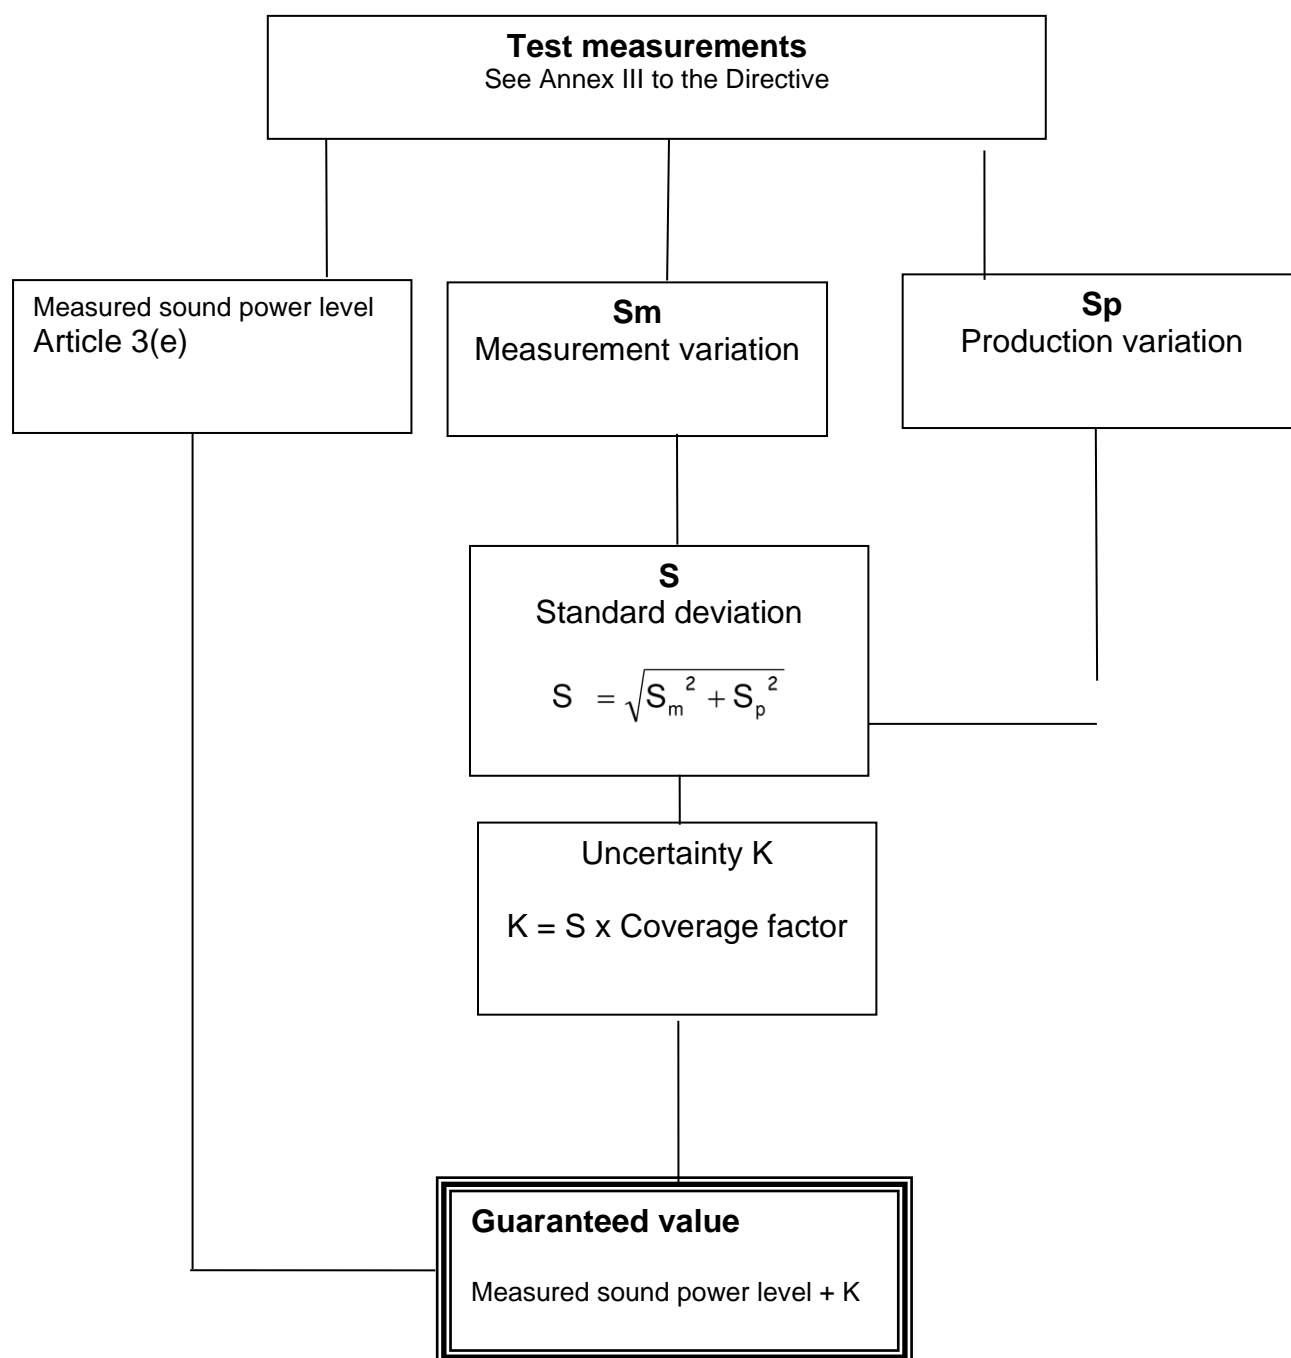 Test measurements
See Annex III to the Directive
Measured sound power level
Article 3(e)
Sm
Measurement variation
Sp
Production variation
S
Standard deviation
S = √(Sₘ² + Sₚ²)
Uncertainty K
K = S x Coverage factor
Guaranteed value
Measured sound power level + K